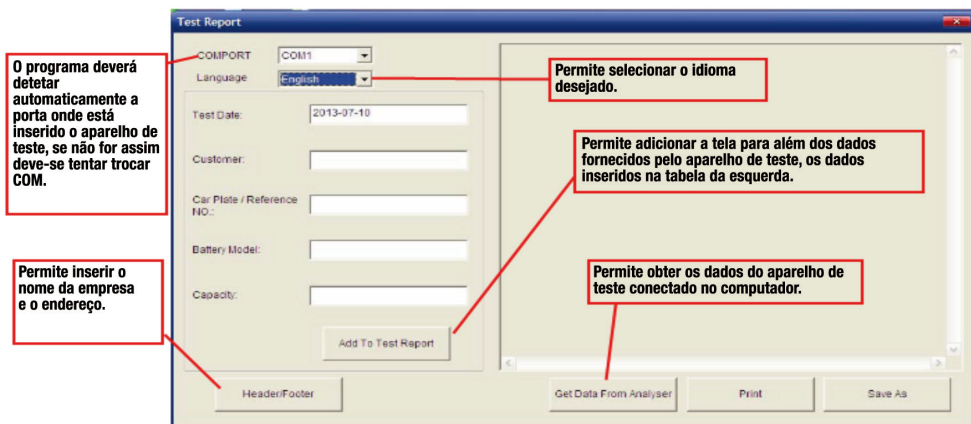 Test Report
COMPORT
COM1
Language
English
Test Date:
2013-07-10
Customer:
Car Plate / Reference
NO.:
Battery Model:
Capacity:
Add To Test Report
Header/Footer
Get Data From Analyser
Print
Save As
O programa deverá
detetar
automaticamente a
porta onde está
inserido o aparelho de
teste, se não for assim
deve-se tentar trocar
COM.
Permite selecionar o idioma
desejado.
Permite adicionar a tela para além dos dados
fornecidos pelo aparelho de teste, os dados
inseridos na tabela da esquerda.
Permite inserir o
nome da empresa
e o endereço.
Permite obter os dados do aparelho de
teste conectado no computador.